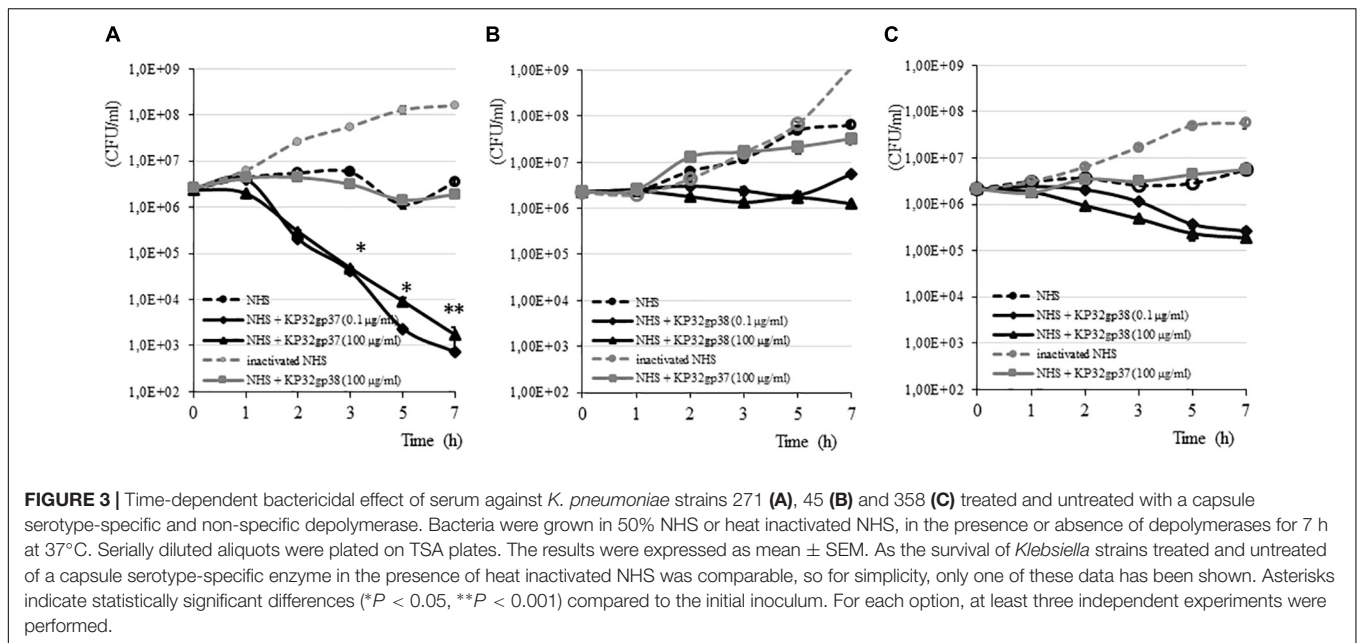 A
1,00E+09
1,00E+08
1,00E+07
1,00E+06
1,00E+05
1,00E+04
1,00E+03
1,00E+02
(CFU/ml)
*
*
**
NHS
NHS + KP32gp37 (0.1 µg/ml)
NHS + KP32gp37 (100 µg/ml)
inactivated NHS
NHS + KP32gp38 (100 µg/ml)
0 1 2 3 5 7
Time (h)
B
1,00E+09
1,00E+08
1,00E+07
1,00E+06
1,00E+05
1,00E+04
1,00E+03
1,00E+02
(CFU/ml)
NHS
NHS + KP32gp38 (0.1 µg/ml)
NHS + KP32gp38 (100 µg/ml)
inactivated NHS
NHS + KP32gp37 (100 µg/ml)
0 1 2 3 5 7
Time (h)
C
1,00E+09
1,00E+08
1,00E+07
1,00E+06
1,00E+05
1,00E+04
1,00E+03
1,00E+02
(CFU/ml)
NHS
NHS + KP32gp38 (0.1 µg/ml)
NHS + KP32gp38 (100 µg/ml)
inactivated NHS
NHS + KP32gp37 (100 µg/ml)
0 1 2 3 5 7
Time (h)
FIGURE 3 | Time-dependent bactericidal effect of serum against K. pneumoniae strains 271 (A), 45 (B) and 358 (C) treated and untreated with a capsule
serotype-specific and non-specific depolymerase. Bacteria were grown in 50% NHS or heat inactivated NHS, in the presence or absence of depolymerases for 7 h
at 37°C. Serially diluted aliquots were plated on TSA plates. The results were expressed as mean ± SEM. As the survival of Klebsiella strains treated and untreated
of a capsule serotype-specific enzyme in the presence of heat inactivated NHS was comparable, so for simplicity, only one of these data has been shown. Asterisks
indicate statistically significant differences (*P < 0.05, **P < 0.001) compared to the initial inoculum. For each option, at least three independent experiments were
performed.